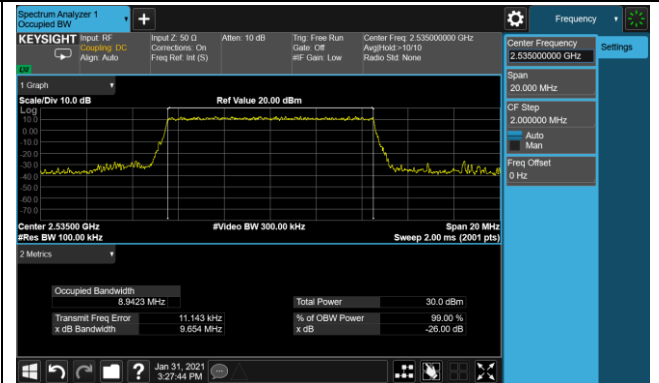 Spectrum Analyzer 1
Occupied BW
+
Frequency
KEYSIGHT Input: RF
Coupling: DC
Align: Auto
Input Z: 50 Ω
Corrections: On
Freq Ref: Int (S)
Atten: 10 dB
Trig: Free Run
Gate: Off
#IF Gain: Low
Center Freq: 2.535000000 GHz
Avg|Hold:>10/10
Radio Std: None
1 Graph
Scale/Div 10.0 dB
Ref Value 20.00 dBm
Log
10.0
0.00
-10.0
-20.0
-30.0
-40.0
-50.0
-60.0
-70.0
Center 2.53500 GHz
#Res BW 100.00 kHz
#Video BW 300.00 kHz
Span 20 MHz
Sweep 2.00 ms (2001 pts)
2 Metrics
Occupied Bandwidth
8.9423 MHz
Total Power 30.0 dBm
Transmit Freq Error 11.143 kHz
% of OBW Power 99.00 %
x dB Bandwidth 9.654 MHz
x dB -26.00 dB
Center Frequency
2.535000000 GHz
Settings
Span
20.000 MHz
CF Step
2.000000 MHz
Auto
Man
Freq Offset
0 Hz
?
Jan 31, 2021
3:27:44 PM